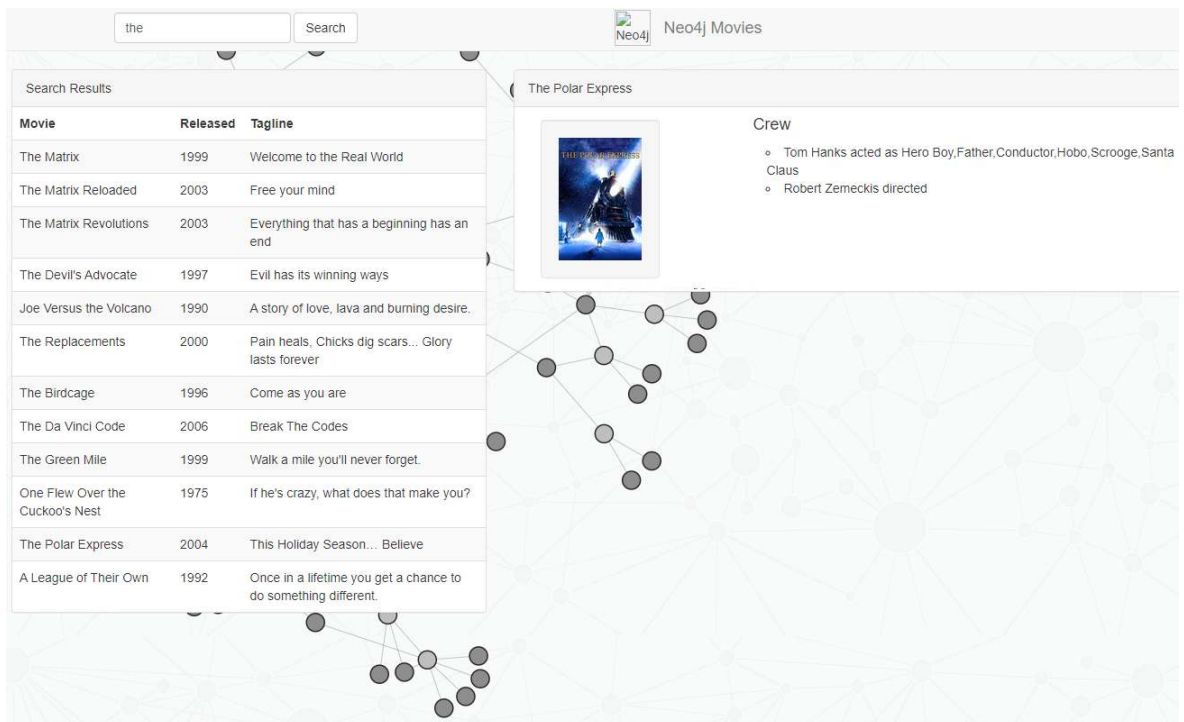 the
Search
Neo4j
Neo4j Movies
Search Results
Movie Released Tagline
The Matrix 1999 Welcome to the Real World
The Matrix Reloaded 2003 Free your mind
The Matrix Revolutions 2003 Everything that has a beginning has an
end
The Devil's Advocate 1997 Evil has its winning ways
Joe Versus the Volcano 1990 A story of love, lava and burning desire.
The Replacements 2000 Pain heals, Chicks dig scars... Glory
lasts forever
The Birdcage 1996 Come as you are
The Da Vinci Code 2006 Break The Codes
The Green Mile 1999 Walk a mile you'll never forget.
One Flew Over the 1975 If he's crazy, what does that make you?
Cuckoo's Nest
The Polar Express 2004 This Holiday Season… Believe
A League of Their Own 1992 Once in a lifetime you get a chance to
do something different.
The Polar Express
THE POLAR EXPRESS
Crew
Tom Hanks acted as Hero Boy,Father,Conductor,Hobo,Scrooge,Santa
Claus
Robert Zemeckis directed